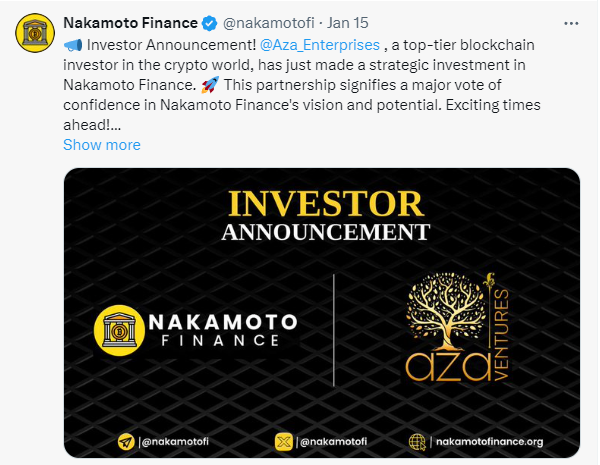 Nakamoto Finance @nakamotofi · Jan 15
📣 Investor Announcement! @Aza_Enterprises , a top-tier blockchain
investor in the crypto world, has just made a strategic investment in
Nakamoto Finance. 🚀 This partnership signifies a major vote of
confidence in Nakamoto Finance's vision and potential. Exciting times
ahead!...
Show more
INVESTOR
ANNOUNCEMENT
NAKAMOTO
FINANCE
aza
VENTURES
|@nakamotofi
|@nakamotofi
|nakamotofinance.org